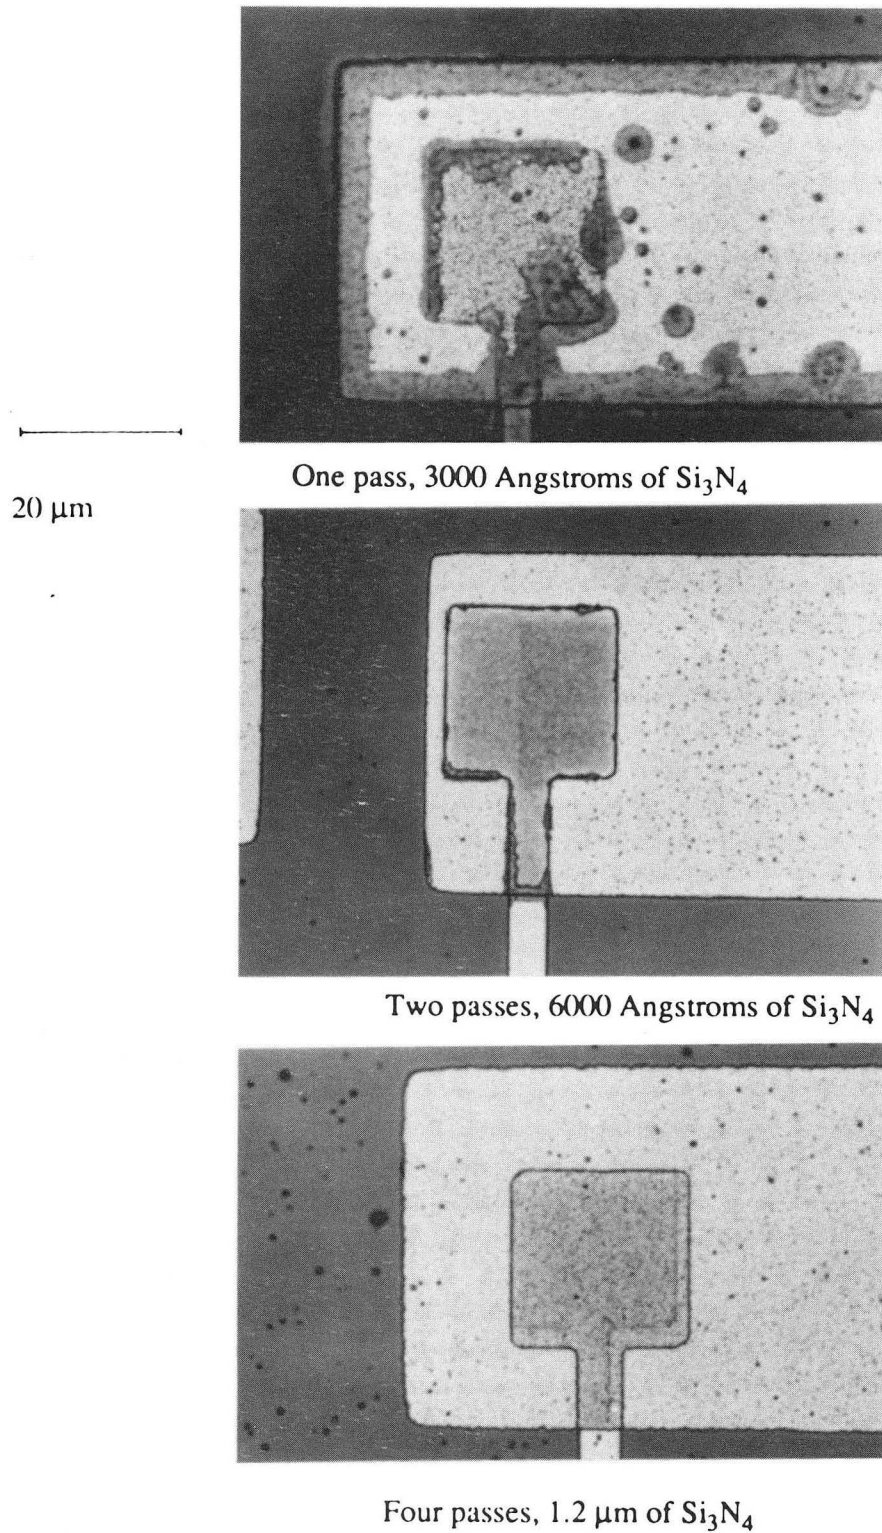 One pass, 3000 Angstroms of Si₃N₄
20 μm
Two passes, 6000 Angstroms of Si₃N₄
Four passes, 1.2 μm of Si₃N₄